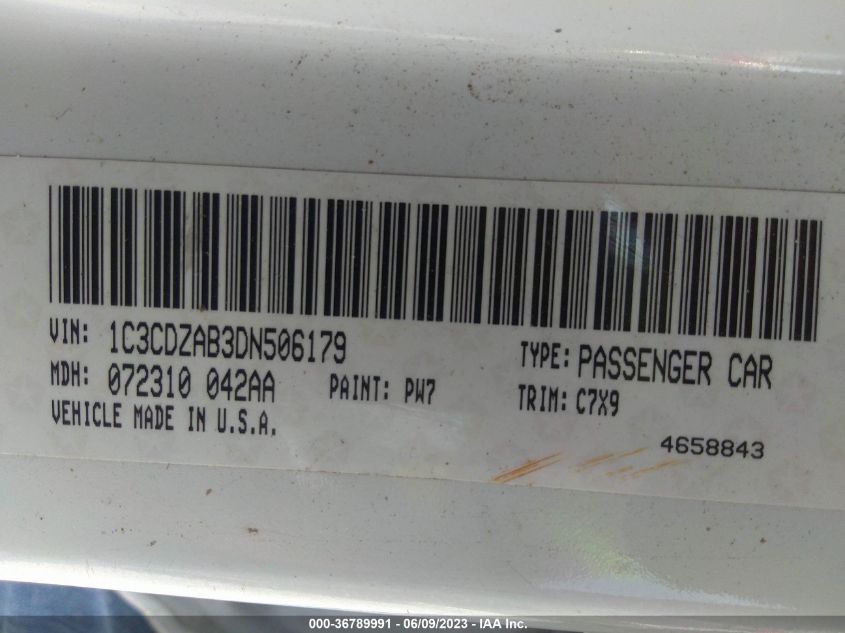 VIN: 1C3CDZAB3DN506179
TYPE: PASSENGER CAR
MDH: 072310 042AA
PAINT: PW7
TRIM: C7X9
VEHICLE MADE IN U.S.A.
4658843
000-36789991 - 06/09/2023 - IAA Inc.